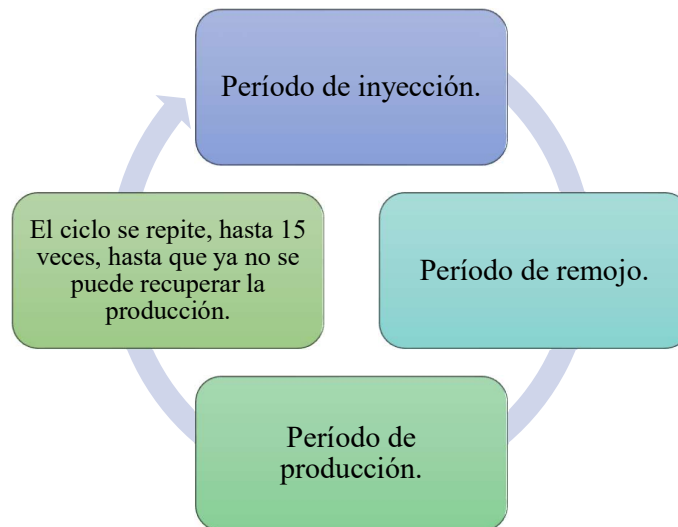 Período de inyección.
Período de remojo.
Período de
producción.
El ciclo se repite, hasta 15
veces, hasta que ya no se
puede recuperar la
producción.